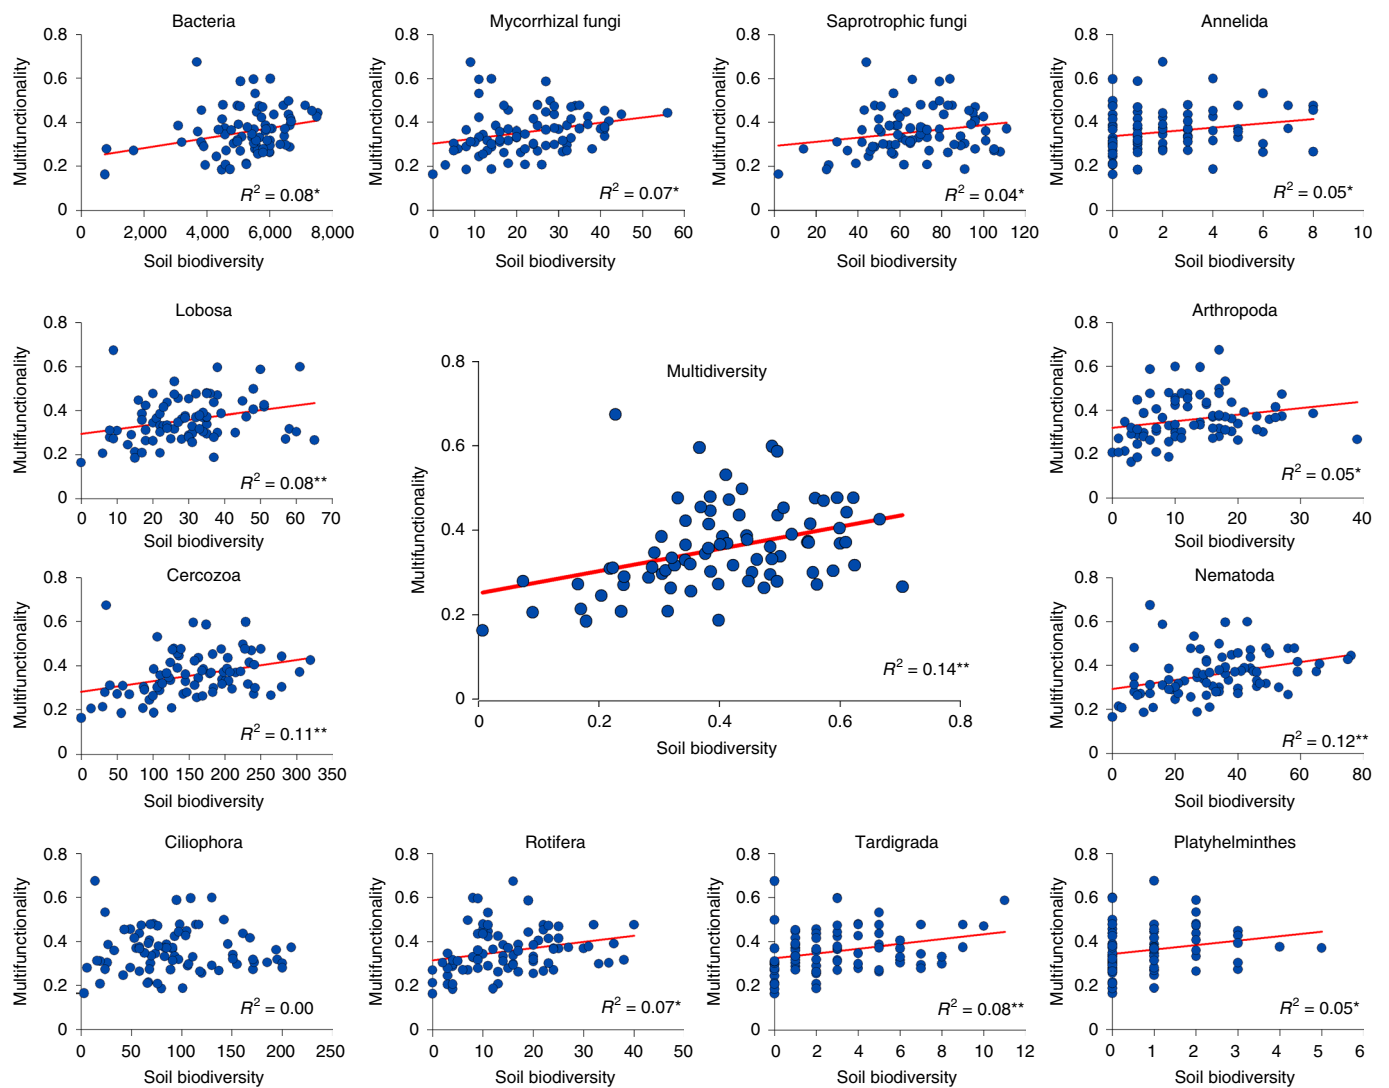 Bacteria
Multifunctionality
0.8
0.6
0.4
0.2
0
R² = 0.08*
0 2,000 4,000 6,000 8,000
Soil biodiversity
Mycorrhizal fungi
Multifunctionality
0.8
0.6
0.4
0.2
0
R² = 0.07*
0 10 20 30 40 50 60
Soil biodiversity
Saprotrophic fungi
Multifunctionality
0.8
0.6
0.4
0.2
0
R² = 0.04*
0 20 40 60 80 100 120
Soil biodiversity
Annelida
Multifunctionality
0.8
0.6
0.4
0.2
0
R² = 0.05*
0 2 4 6 8 10
Soil biodiversity
Lobosa
Multifunctionality
0.8
0.6
0.4
0.2
0
R² = 0.08**
0 10 20 30 40 50 60 70
Soil biodiversity
Multidiversity
Multifunctionality
0.8
0.6
0.4
0.2
0
R² = 0.14**
0 0.2 0.4 0.6 0.8
Soil biodiversity
Arthropoda
Multifunctionality
0.8
0.6
0.4
0.2
0
R² = 0.05*
0 10 20 30 40
Soil biodiversity
Cercozoa
Multifunctionality
0.8
0.6
0.4
0.2
0
R² = 0.11**
0 50 100 150 200 250 300 350
Soil biodiversity
Nematoda
Multifunctionality
0.8
0.6
0.4
0.2
0
R² = 0.12**
0 20 40 60 80
Soil biodiversity
Ciliophora
Multifunctionality
0.8
0.6
0.4
0.2
0
R² = 0.00
0 50 100 150 200 250
Soil biodiversity
Rotifera
Multifunctionality
0.8
0.6
0.4
0.2
0
R² = 0.07*
0 10 20 30 40 50
Soil biodiversity
Tardigrada
Multifunctionality
0.8
0.6
0.4
0.2
0
R² = 0.08**
0 2 4 6 8 10 12
Soil biodiversity
Platyhelminthes
Multifunctionality
0.8
0.6
0.4
0.2
0
R² = 0.05*
0 1 2 3 4 5 6
Soil biodiversity